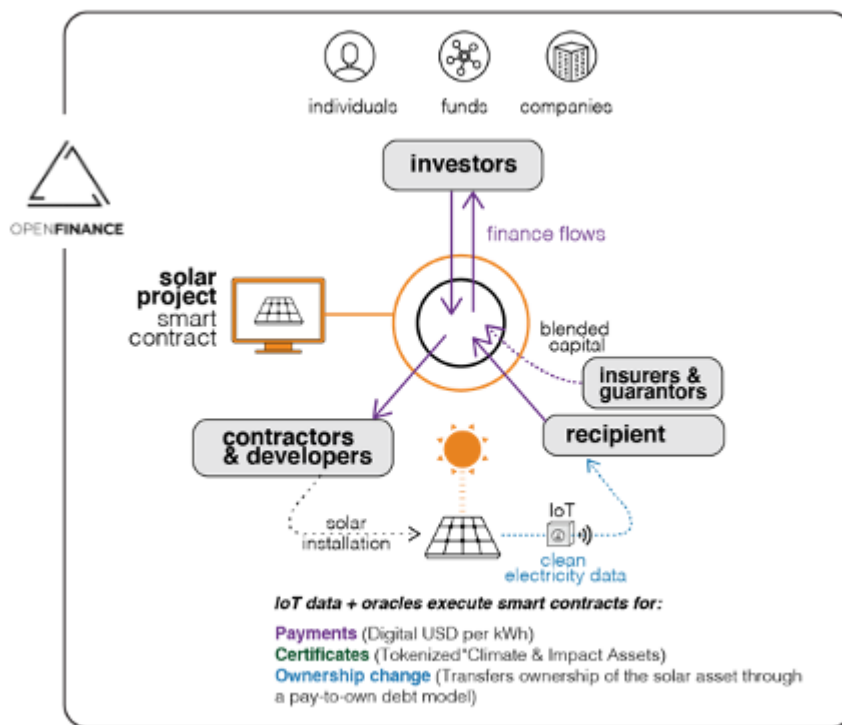 individuals
funds
companies
investors
OPENFINANCE
finance flows
solar
project
smart
contract
blended
capital
insurers &
guarantors
contractors
& developers
recipient
solar
installation
IoT
clean
electricity data
IoT data + oracles execute smart contracts for:
Payments (Digital USD per kWh)
Certificates (Tokenized*Climate & Impact Assets)
Ownership change (Transfers ownership of the solar asset through
a pay-to-own debt model)